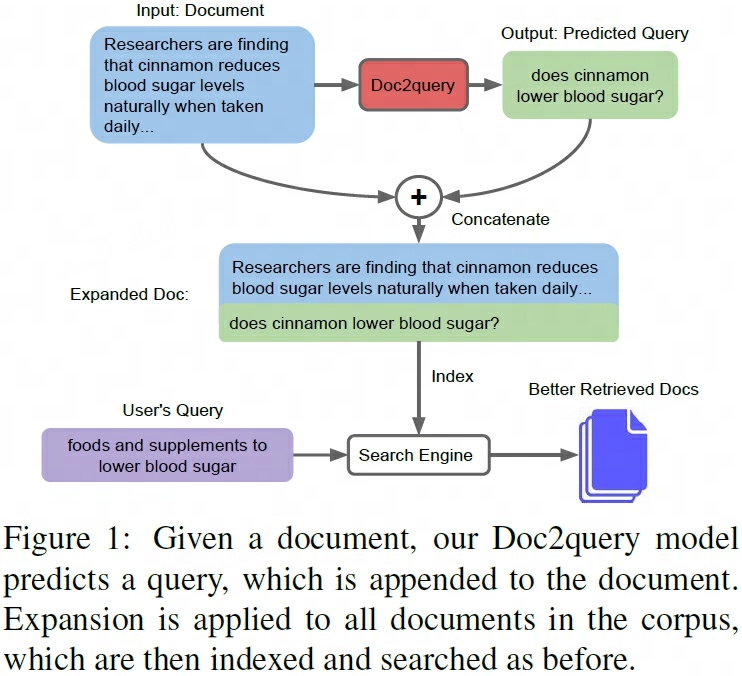 Input: Document
Output: Predicted Query
Researchers are finding
that cinnamon reduces
blood sugar levels
naturally when taken
daily...
Doc2query
does cinnamon
lower blood sugar?
+
Concatenate
Expanded Doc:
Researchers are finding that cinnamon reduces
blood sugar levels naturally when taken daily...
does cinnamon lower blood sugar?
Index
Better Retrieved Docs
User's Query
foods and supplements to
lower blood sugar
Search Engine
Figure 1: Given a document, our Doc2query model
predicts a query, which is appended to the document.
Expansion is applied to all documents in the corpus,
which are then indexed and searched as before.